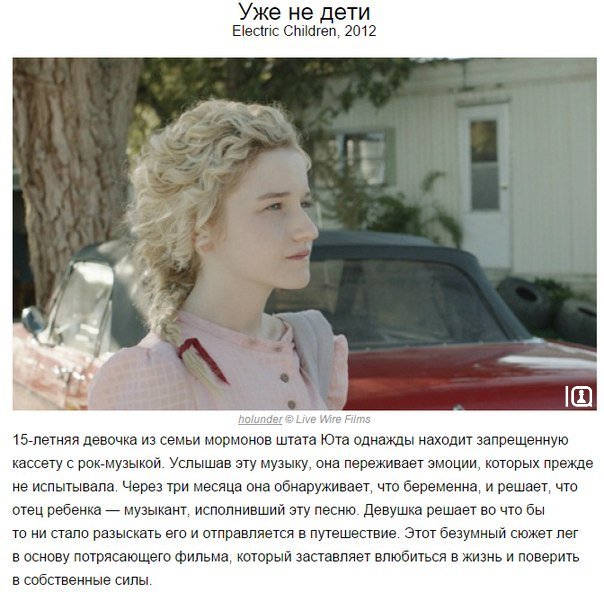 Уже не дети
Electric Children, 2012
holunder © Live Wire Films
15-летняя девочка из семьи мормонов штата Юта однажды находит запрещенную
кассету с рок-музыкой. Услышав эту музыку, она переживает эмоции, которых прежде
не испытывала. Через три месяца она обнаруживает, что беременна, и решает, что
отец ребенка — музыкант, исполнивший эту песню. Девушка решает во что бы
то ни стало разыскать его и отправляется в путешествие. Этот безумный сюжет лег
в основу потрясающего фильма, который заставляет влюбиться в жизнь и поверить
в собственные силы.